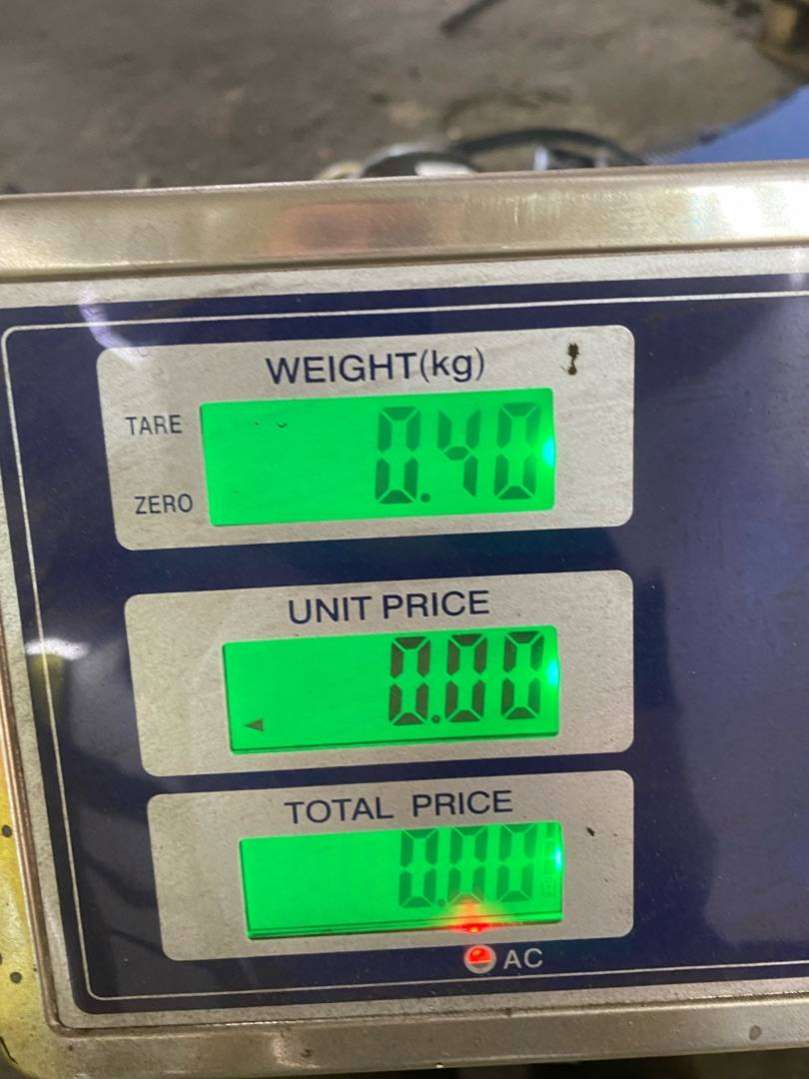 WEIGHT(kg)
TARE
0.40
ZERO
UNIT PRICE
0.00
TOTAL PRICE
0.00
AC